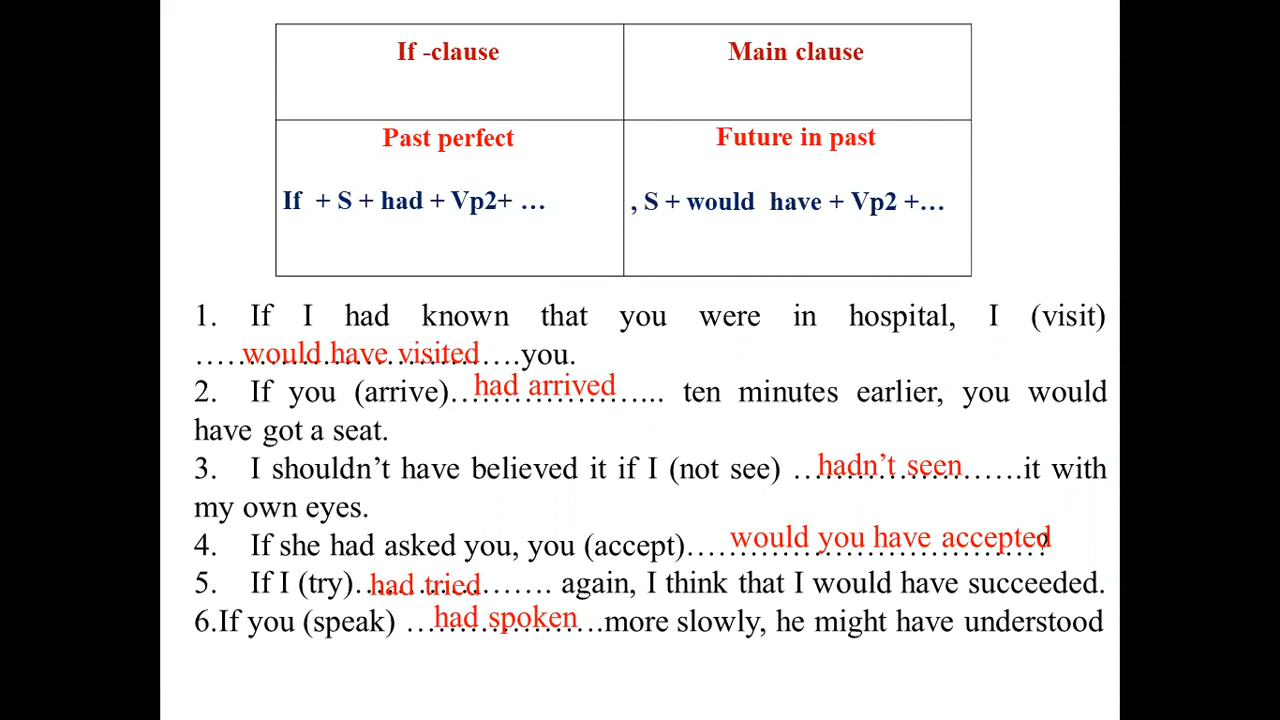 If -clause
Main clause
Past perfect
Future in past
If + S + had + Vp2+ …
, S + would have + Vp2 +…
1. If I had known that you were in hospital, I (visit)
……would have visited….you.
2. If you (arrive)…had arrived….. ten minutes earlier, you would
have got a seat.
3. I shouldn’t have believed it if I (not see) …hadn’t seen…….it with
my own eyes.
4. If she had asked you, you (accept)……would you have accepted?
5. If I (try)…had tried……. again, I think that I would have succeeded.
6.If you (speak) …had spoken….more slowly, he might have understood